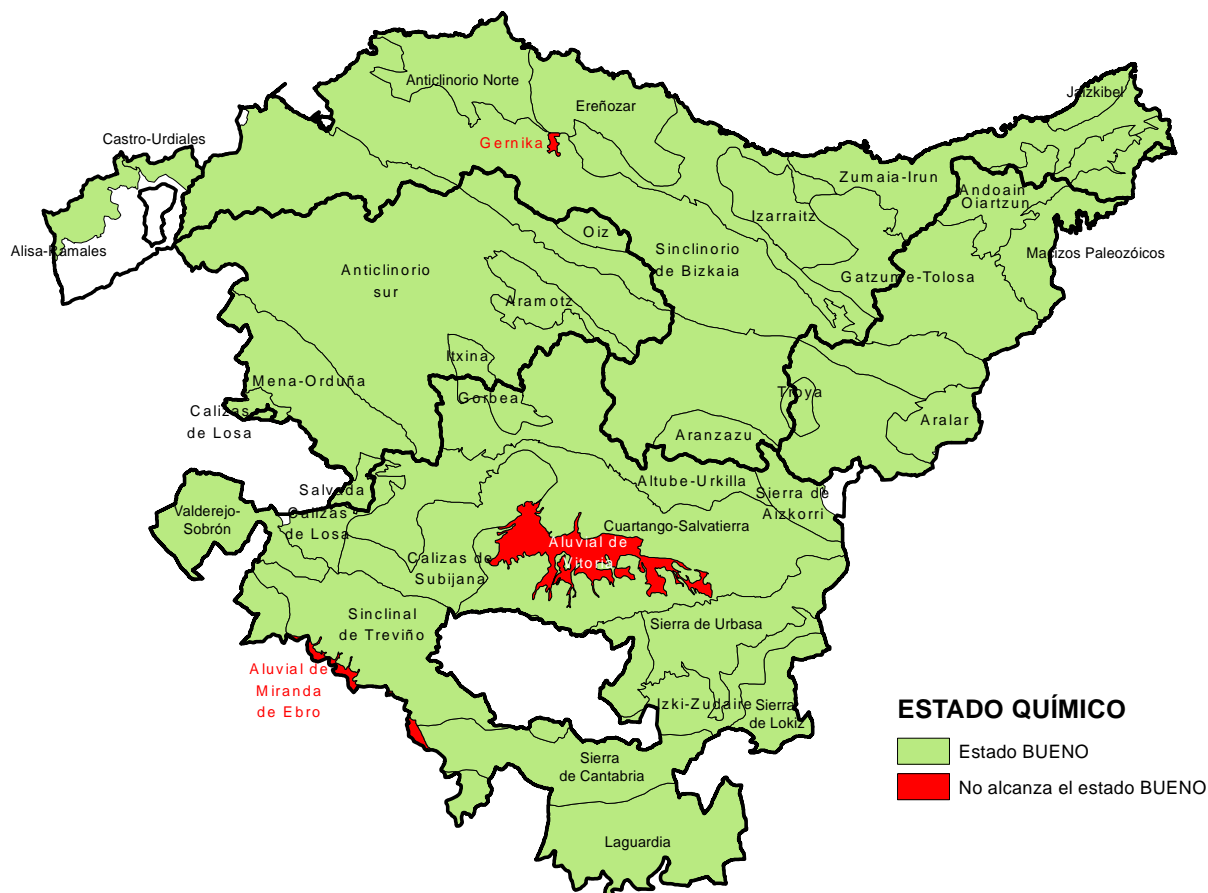 Anticlinorio Norte
Ereñozar
Jaizkibel
Castro-Urdiales
Gernika
Zumaia-Irun
Andoain
Oiartzun
Izarraitz
Oiz
Alisa-Ramales
Macizos Paleozóicos
Sinclinorio
de Bizkaia
Anticlinorio
sur
Gatzume-Tolosa
Aramotz
Itxina
Mena-Orduña
Gorbea
Troya
Calizas
de Losa
Aralar
Aranzazu
Altube-Urkilla
Salvada
Sierra de
Aizkorri
Valderejo-
Sobrón
Calizas
de Losa
Cuartango-Salvatierra
Aluvial de
Vitoria
Calizas de
Subijana
Sinclinal
de Treviño
Sierra de Urbasa
Aluvial de
Miranda
de Ebro
Izki-Zudaire
Sierra
de Lokiz
ESTADO QUÍMICO
Estado BUENO
No alcanza el estado BUENO
Sierra
de Cantabria
Laguardia